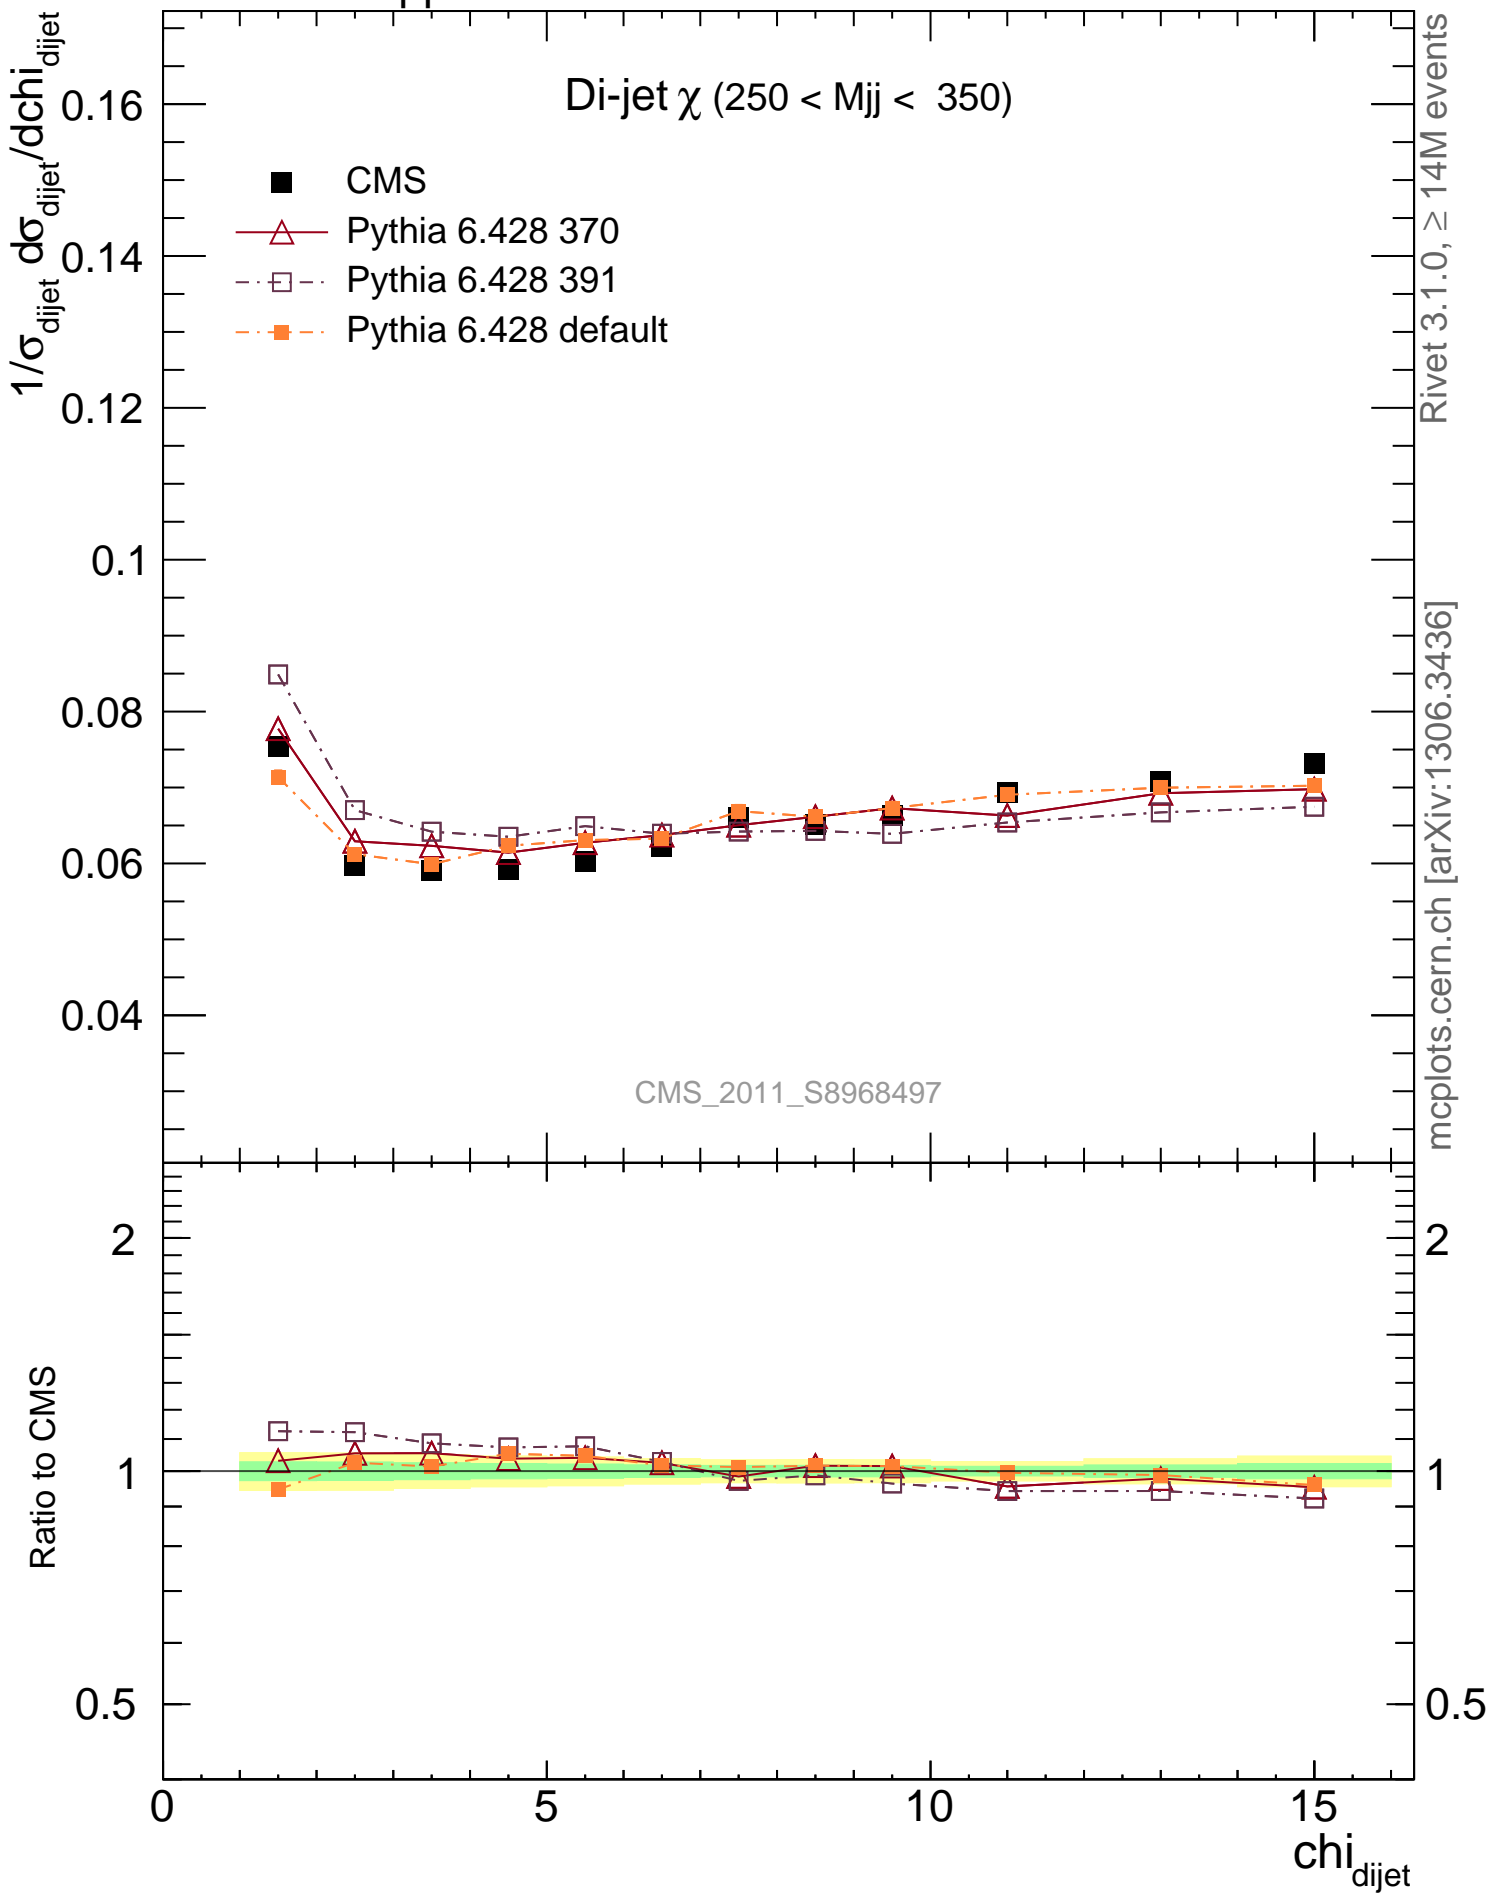 Di-jet χ (250 < Mjj < 350)
1/σdijet dσdijet/dchidijet
CMS
Pythia 6.428 370
Pythia 6.428 391
Pythia 6.428 default
0.16
0.14
0.12
0.1
0.08
0.06
0.04
CMS_2011_S8968497
Rivet 3.1.0, ≥ 14M events
mcplots.cern.ch [arXiv:1306.3436]
Ratio to CMS
2
1
0.5
2
1
0.5
0
5
10
15
chidijet